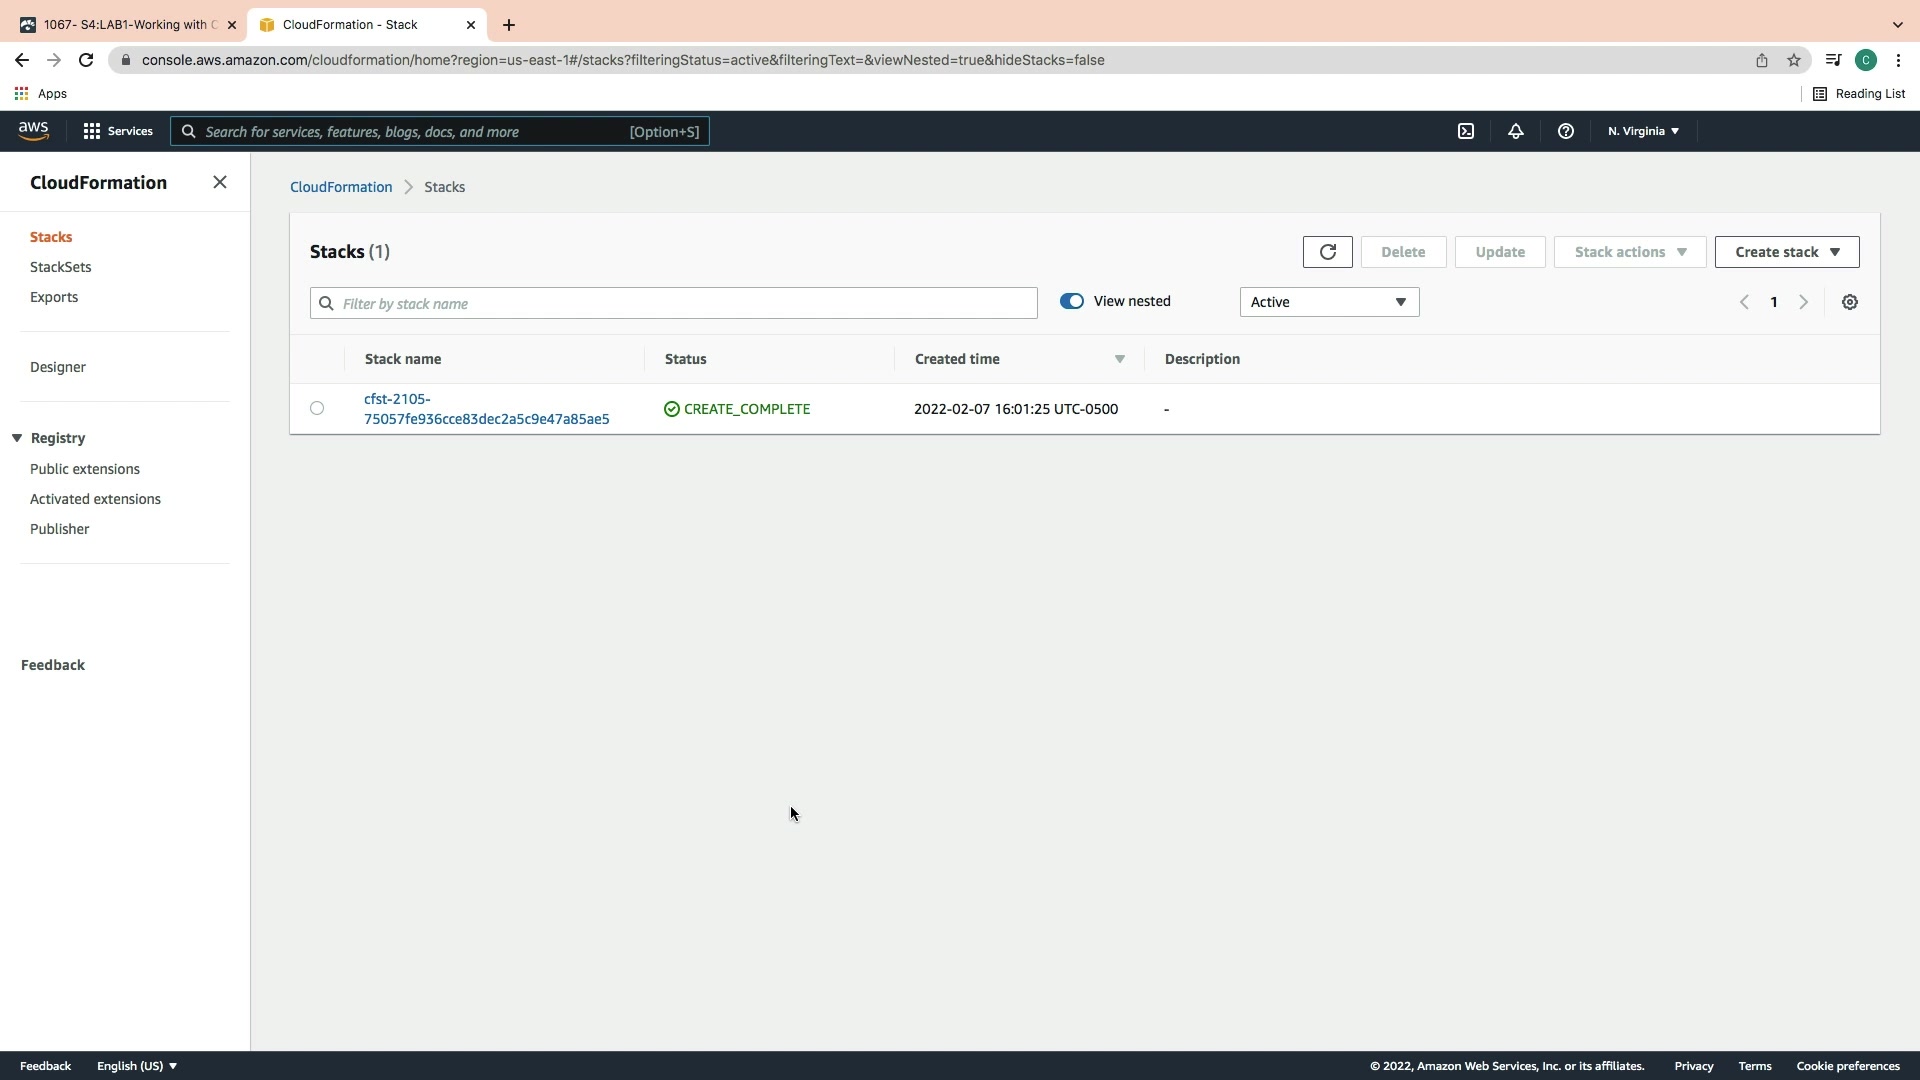 1067- S4:LAB1-Working with C
CloudFormation - Stack
console.aws.amazon.com/cloudformation/home?region=us-east-1#/stacks?filteringStatus=active&filteringText=&viewNested=true&hideStacks=false
C
Apps
Reading List
aws
Services
Search for services, features, blogs, docs, and more
[Option+S]
N. Virginia
CloudFormation
Stacks
StackSets
Exports
Designer
Registry
Public extensions
Activated extensions
Publisher
Feedback
CloudFormation
Stacks
Stacks (1)
Delete
Update
Stack actions
Create stack
Filter by stack name
View nested
Active
1
Stack name
Status
Created time
Description
cfst-2105-
75057fe936cce83dec2a5c9e47a85ae5
CREATE_COMPLETE
2022-02-07 16:01:25 UTC-0500
-
Feedback
English (US)
© 2022, Amazon Web Services, Inc. or its affiliates.
Privacy
Terms
Cookie preferences